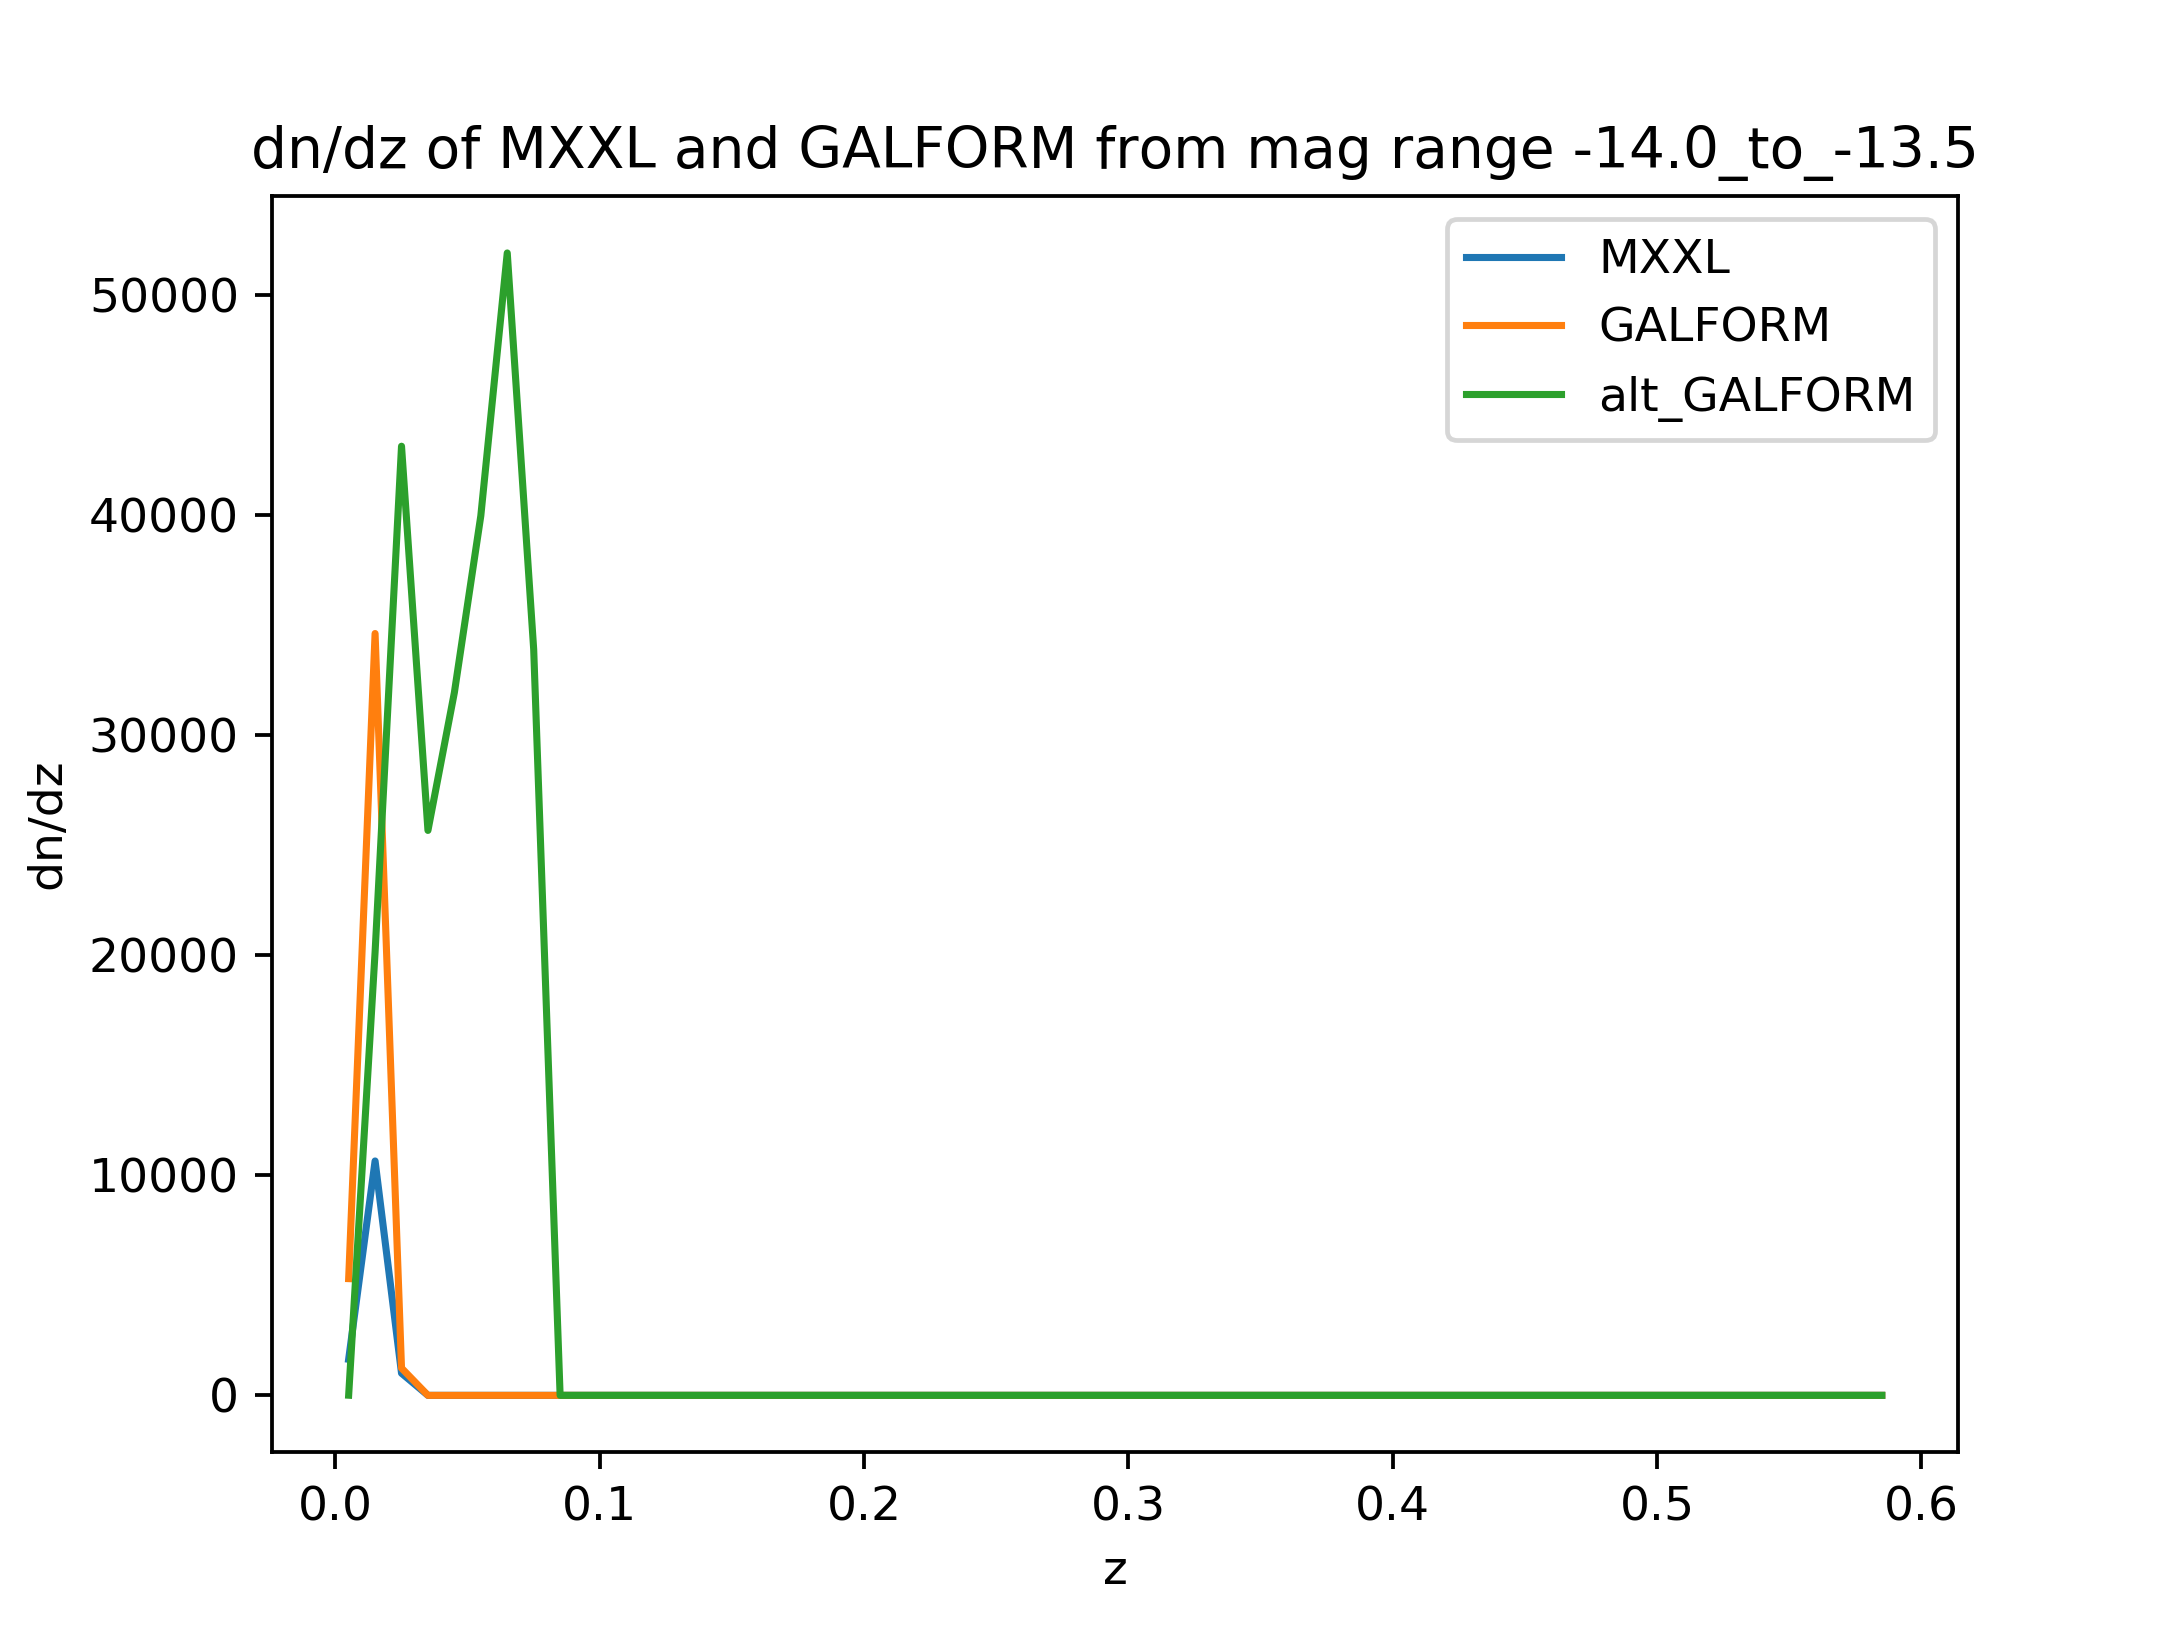 dn/dz of MXXL and GALFORM from mag range -14.0_to_-13.5
MXXL
GALFORM
alt_GALFORM
50000
40000
30000
20000
10000
0
dn/dz
0.0 0.1 0.2 0.3 0.4 0.5 0.6
z